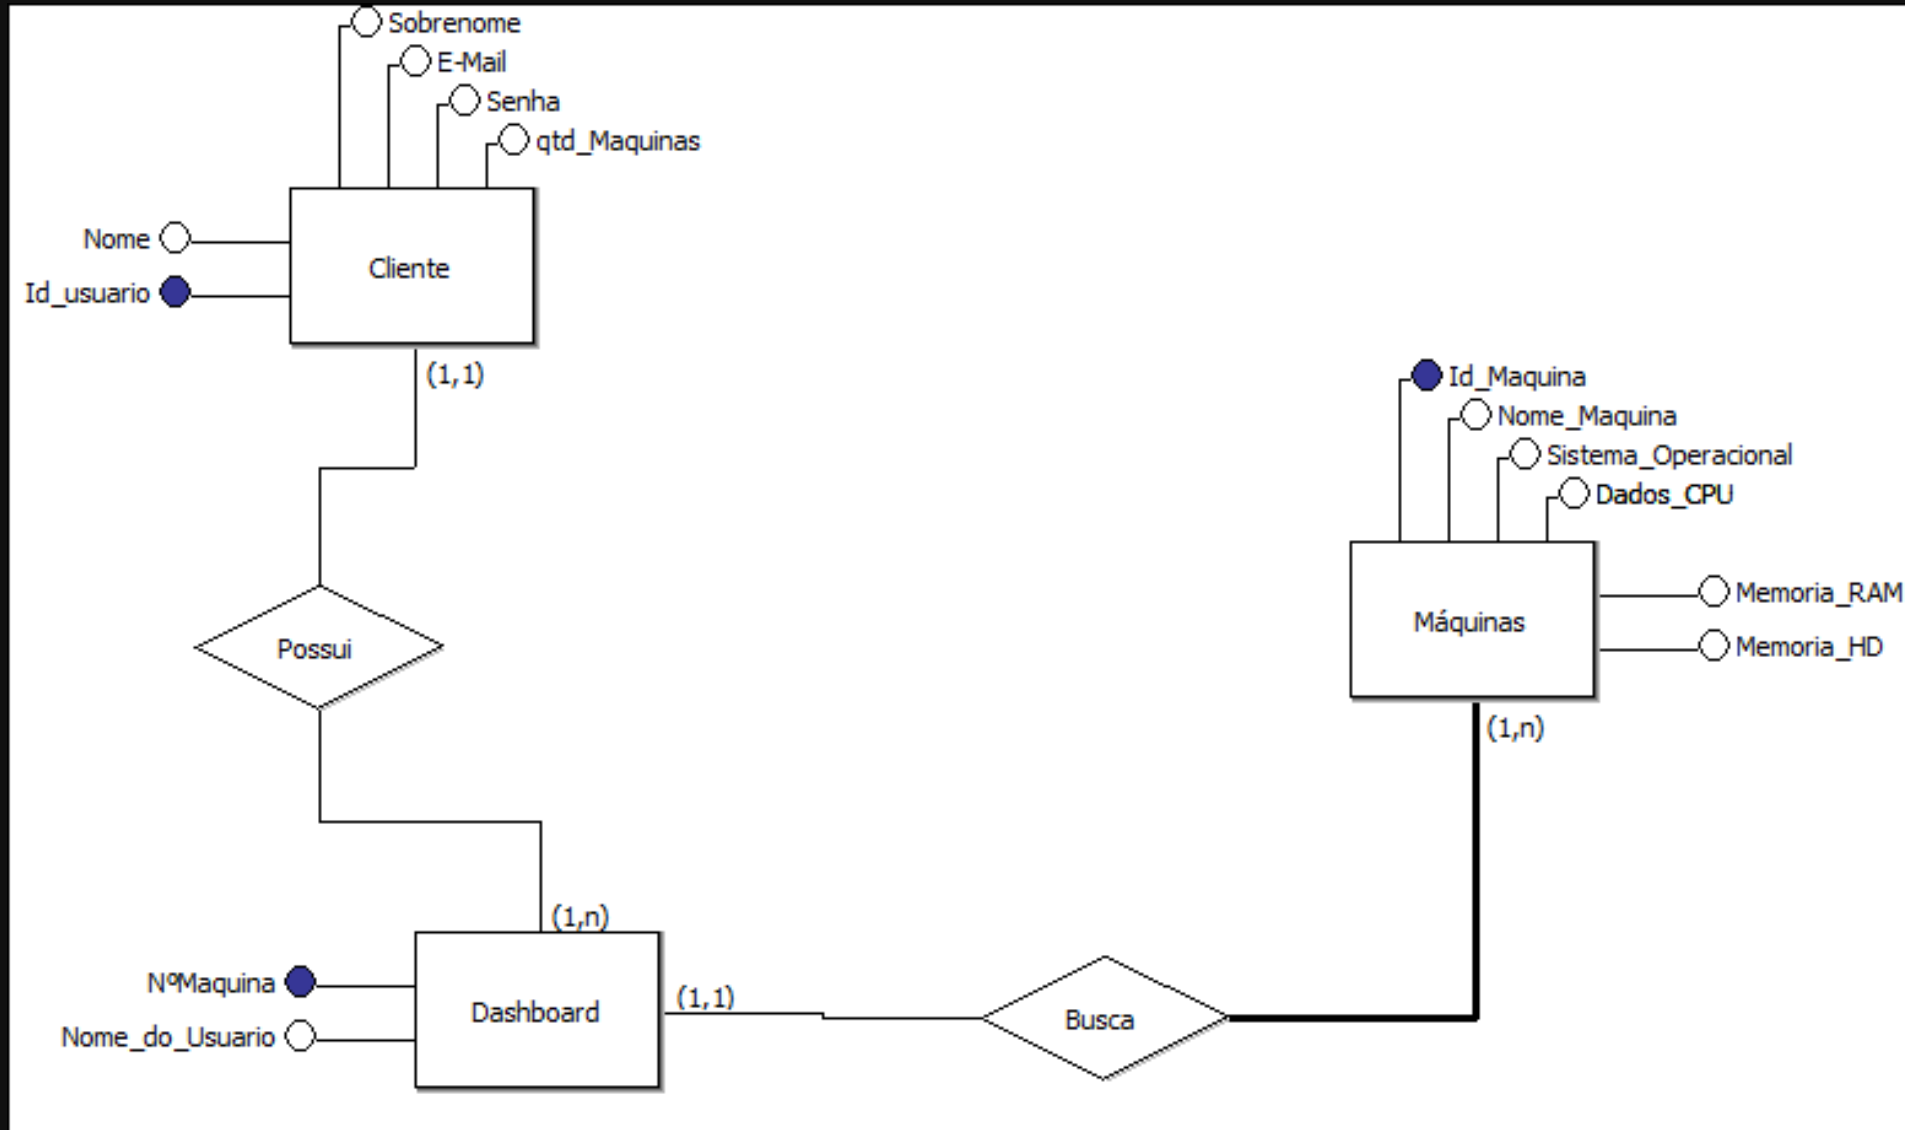 Sobrenome
E-Mail
Senha
qtd_Maquinas
Nome
Cliente
Id_usuario
(1,1)
Id_Maquina
Nome_Maquina
Sistema_Operacional
Dados_CPU
Memoria_RAM
Máquinas
Memoria_HD
Possui
(1,n)
(1,n)
NºMaquina
(1,1)
Dashboard
Busca
Nome_do_Usuario